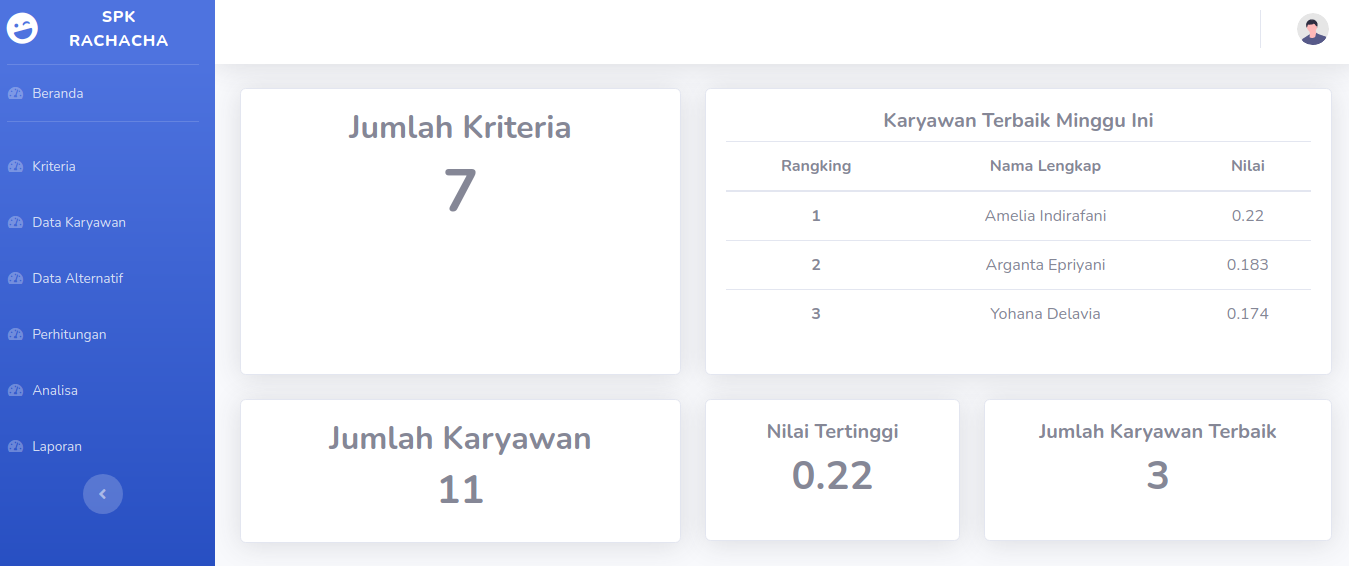 SPK
RACHACHA
Beranda
Kriteria
Data Karyawan
Data Alternatif
Perhitungan
Analisa
Laporan
Jumlah Kriteria
7
Karyawan Terbaik Minggu Ini
Rangking Nama Lengkap Nilai
1 Amelia Indirafani 0.22
2 Arganta Epriyani 0.183
3 Yohana Delavia 0.174
Jumlah Karyawan
11
Nilai Tertinggi
0.22
Jumlah Karyawan Terbaik
3